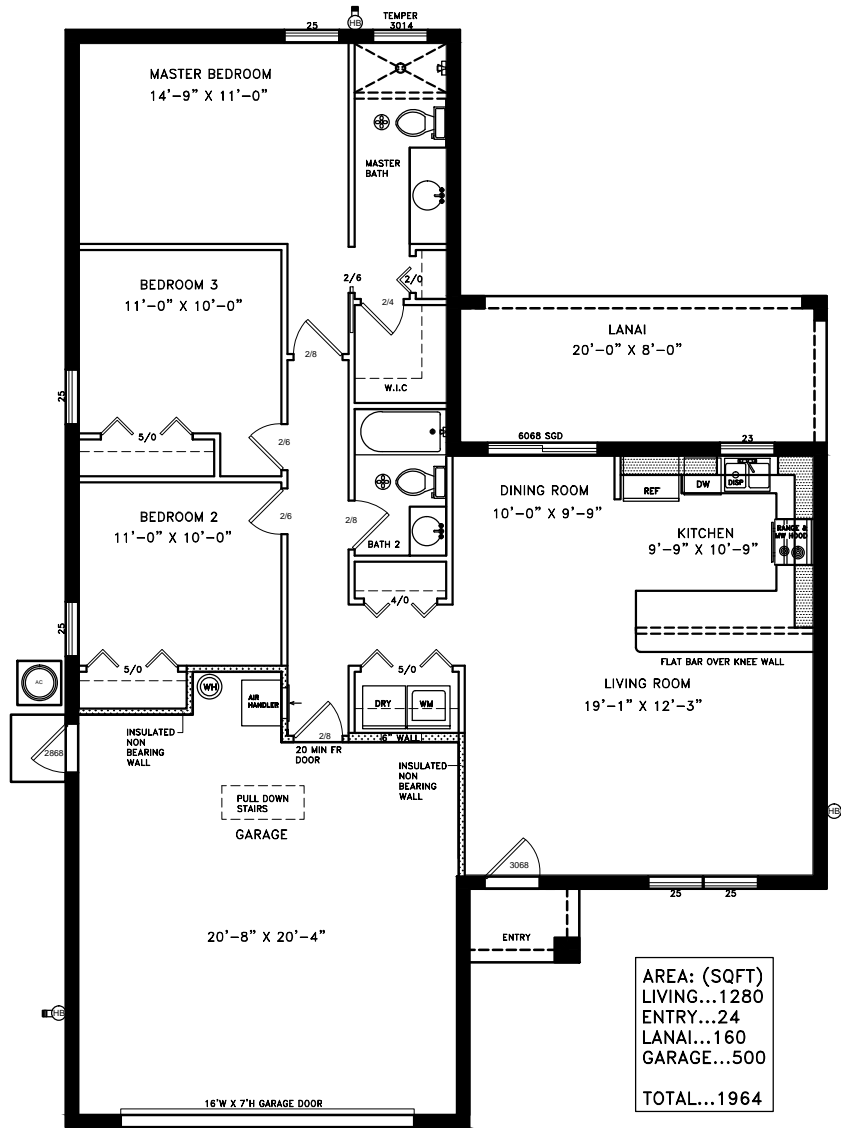 25
HB
TEMPER
3014
MASTER BEDROOM
14'-9" X 11'-0"
MASTER
BATH
2/6
2/0
2/4
BEDROOM 3
11'-0" X 10'-0"
LANAI
20'-0" X 8'-0"
2/8
W.I.C
25
5/0
2/6
6068 SGD
23
BEDROOM 2
11'-0" X 10'-0"
2/6
2/8
BATH 2
DINING ROOM
10'-0" X 9'-9"
REF
DW
DISP
KITCHEN
9'-9" X 10'-9"
RANGE &
MW HOOD
4/0
25
5/0
5/0
FLAT BAR OVER KNEE WALL
LIVING ROOM
19'-1" X 12'-3"
AC
WH
AIR
HANDLER
DRY
WM
2868
INSULATED
NON
BEARING
WALL
2/8
20 MIN FR
DOOR
6" WALL
INSULATED
NON
BEARING
WALL
PULL DOWN
STAIRS
GARAGE
HB
3068
25
25
20'-8" X 20'-4"
ENTRY
HB
AREA: (SQFT)
LIVING...1280
ENTRY...24
LANAI...160
GARAGE...500
TOTAL...1964
16'W X 7'H GARAGE DOOR